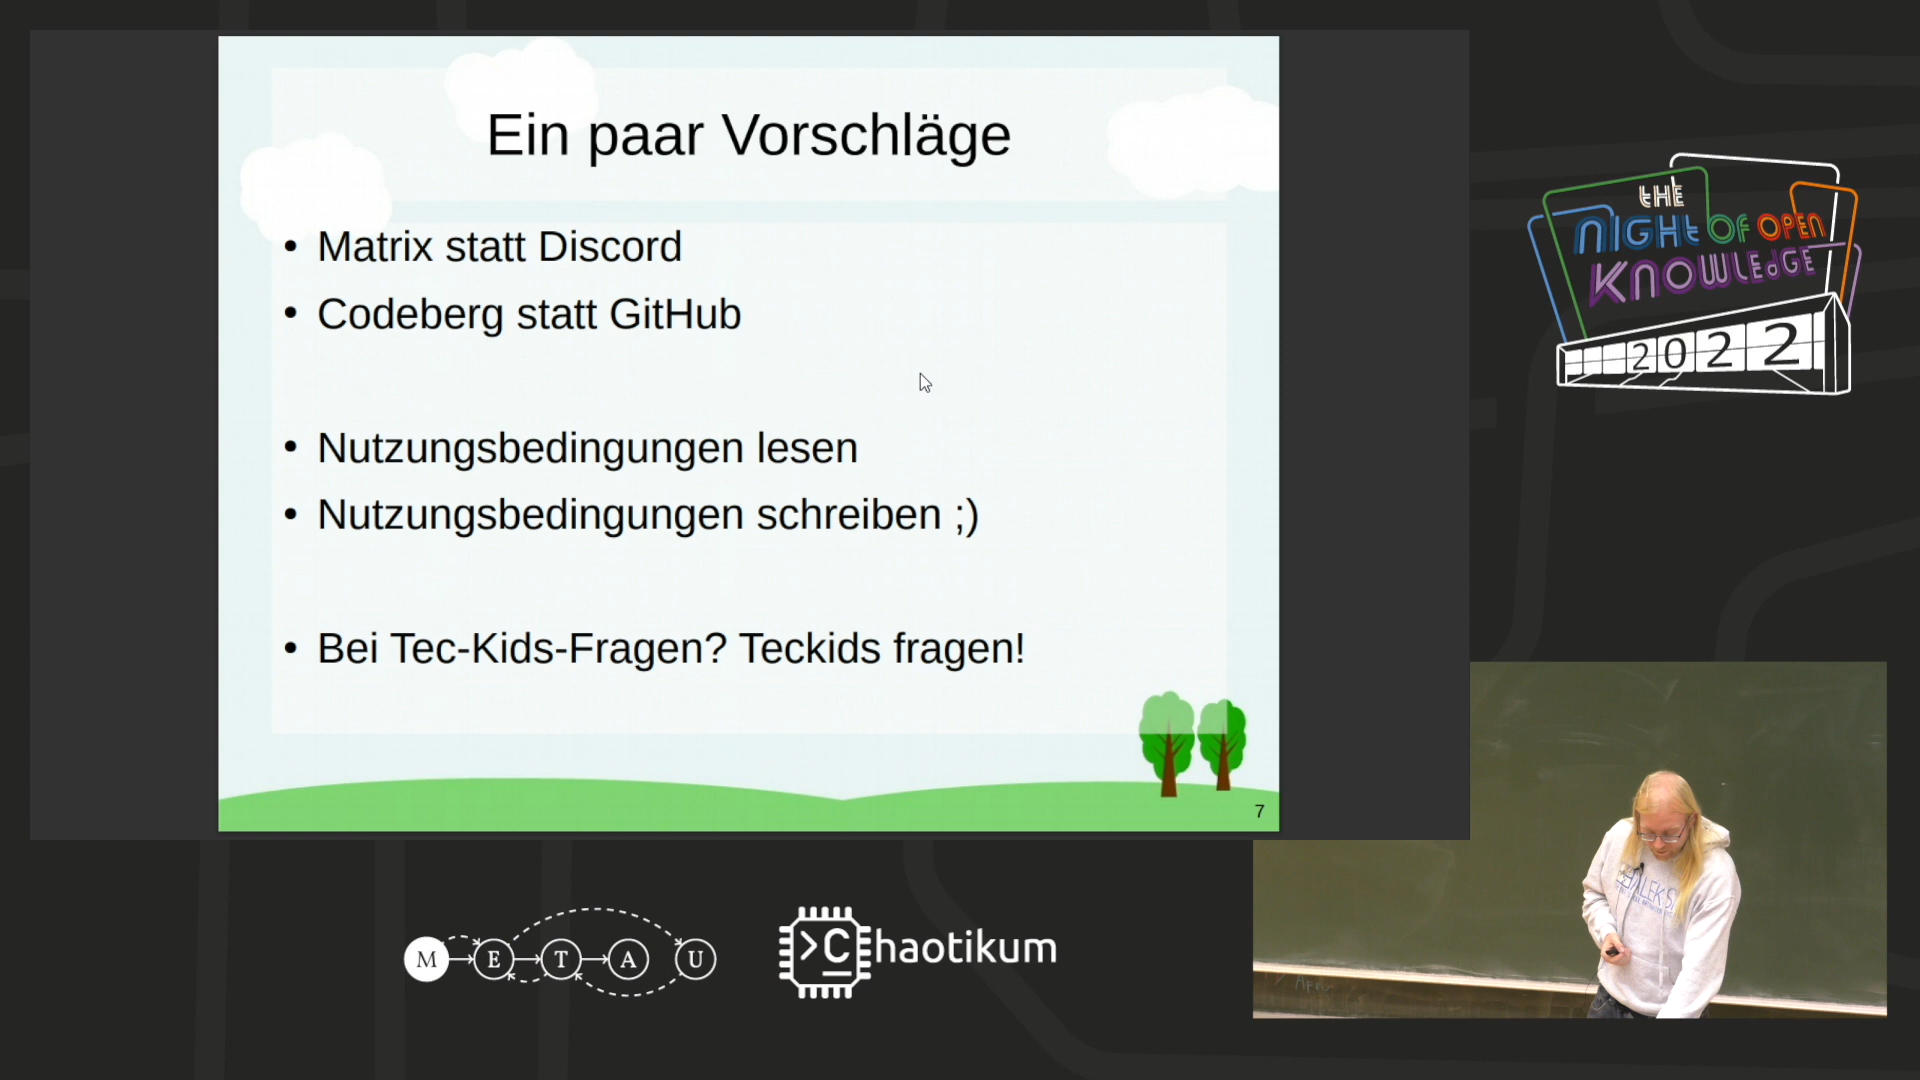 Ein paar Vorschläge
• Matrix statt Discord
• Codeberg statt GitHub
• Nutzungsbedingungen lesen
• Nutzungsbedingungen schreiben ;)
• Bei Tec-Kids-Fragen? Teckids fragen!
7
THE
NIGHT OF OPEN
KNOWLEDGE
2022
M E T A U
>C haotikum